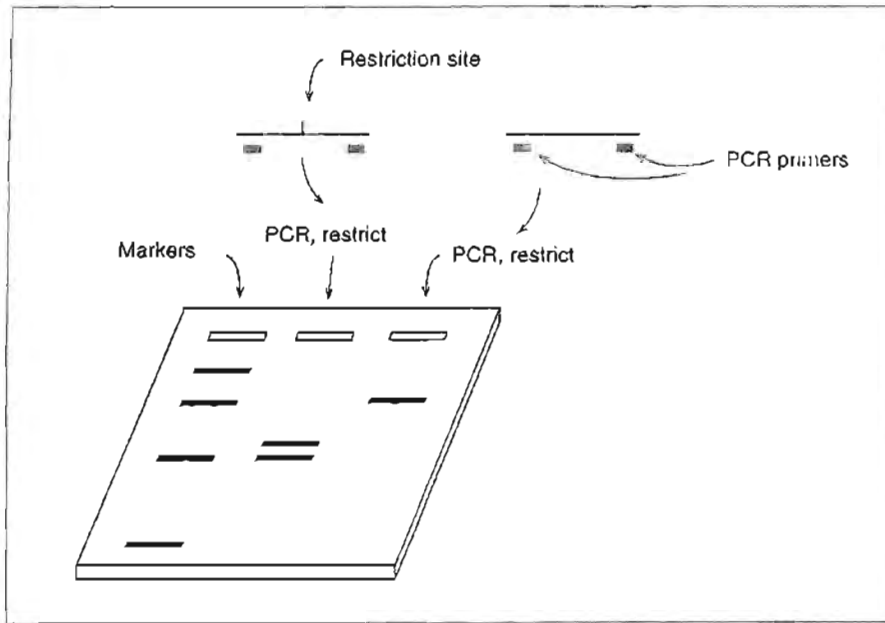 Restriction site
PCR primers
PCR, restrict
Markers
PCR, restrict